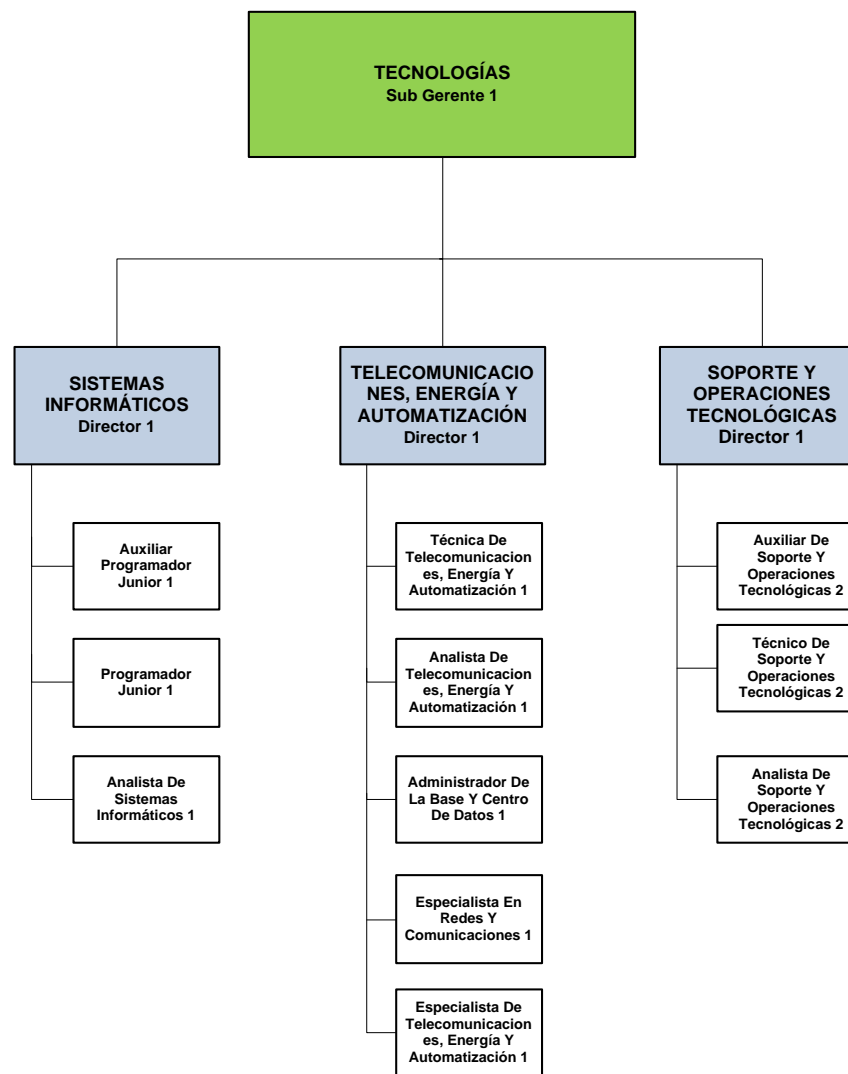 TECNOLOGÍAS
Sub Gerente 1
SISTEMAS
INFORMÁTICOS
Director 1
TELECOMUNICACIO
NES, ENERGÍA Y
AUTOMATIZACIÓN
Director 1
SOPORTE Y
OPERACIONES
TECNOLÓGICAS
Director 1
Auxiliar
Programador
Junior 1
Programador
Junior 1
Analista De
Sistemas
Informáticos 1
Técnica De
Telecomunicacion
es, Energía Y
Automatización 1
Analista De
Telecomunicacion
es, Energía Y
Automatización 1
Administrador De
La Base Y Centro
De Datos 1
Especialista En
Redes Y
Comunicaciones 1
Especialista De
Telecomunicacion
es, Energía Y
Automatización 1
Auxiliar De
Soporte Y
Operaciones
Tecnológicas 2
Técnico De
Soporte Y
Operaciones
Tecnológicas 2
Analista De
Soporte Y
Operaciones
Tecnológicas 2